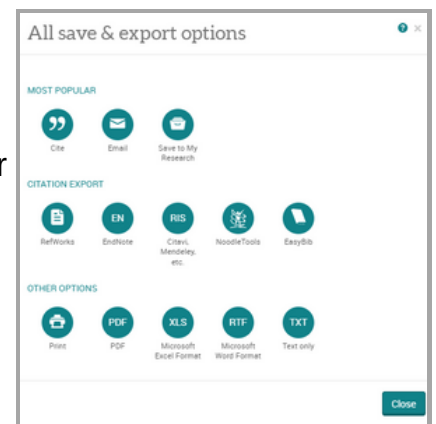 All save & export options
? ×
MOST POPULAR
Cite Email Save to My
Research
r
CITATION EXPORT
EN RIS
RefWorks EndNote Citavi, NoodleTools EasyBib
Mendeley,
etc.
OTHER OPTIONS
PDF XLS RTF TXT
Print PDF Microsoft Microsoft Text only
Excel Format Word Format
Close